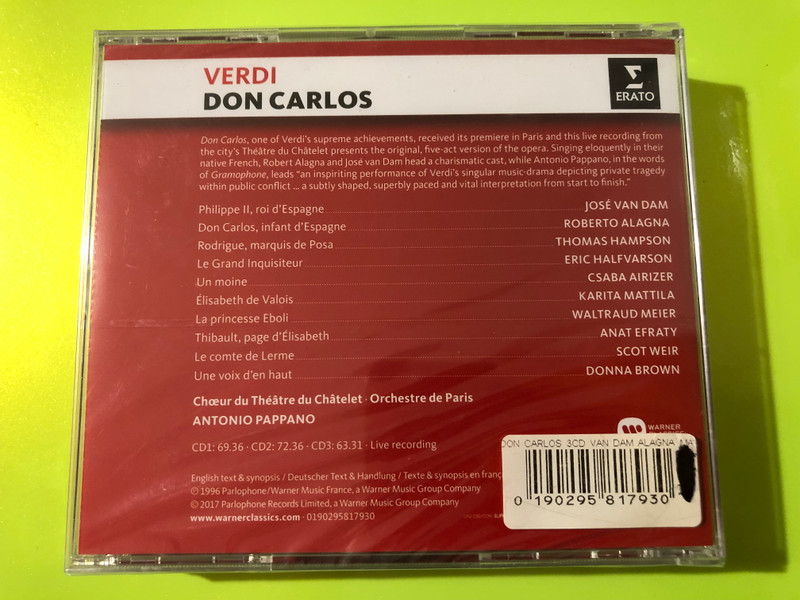 VERDI
DON CARLOS
ERATO
Don Carlos, one of Verdi's supreme achievements, received its premiere in Paris and this live recording from
the city's Théâtre du Châtelet presents the original, five-act version of the opera. Singing eloquently in their
native French, Robert Alagna and José van Dam head a charismatic cast, while Antonio Pappano, in the words
of Gramophone, leads "an inspiriting performance of Verdi's singular music-drama depicting private tragedy
within public conflict ... a subtly shaped, superbly paced and vital interpretation from start to finish."
Philippe II, roi d'Espagne JOSÉ VAN DAM
Don Carlos, infant d'Espagne ROBERTO ALAGNA
Rodrigue, marquis de Posa THOMAS HAMPSON
Le Grand Inquisiteur ERIC HALFVARSON
Un moine CSABA AIRIZER
Élisabeth de Valois KARITA MATTILA
La princesse Eboli WALTRAUD MEIER
Thibault, page d'Élisabeth ANAT EFRATY
Le comte de Lerme SCOT WEIR
Une voix d'en haut DONNA BROWN
Chœur du Théâtre du Châtelet · Orchestre de Paris
ANTONIO PAPPANO
CD1: 69.36 · CD2: 72.36 · CD3: 63.31 · Live recording
WARNER
English text & synopsis / Deutscher Text & Handlung / Texte & synopsis en franç
℗ 1996 Parlophone/Warner Music France, a Warner Music Group Company
© 2017 Parlophone Records Limited, a Warner Music Group Company
www.warnerclassics.com · 0190295817930
DON CARLOS 3CD VAN DAM ALAGNA MAT
0 190295 817930